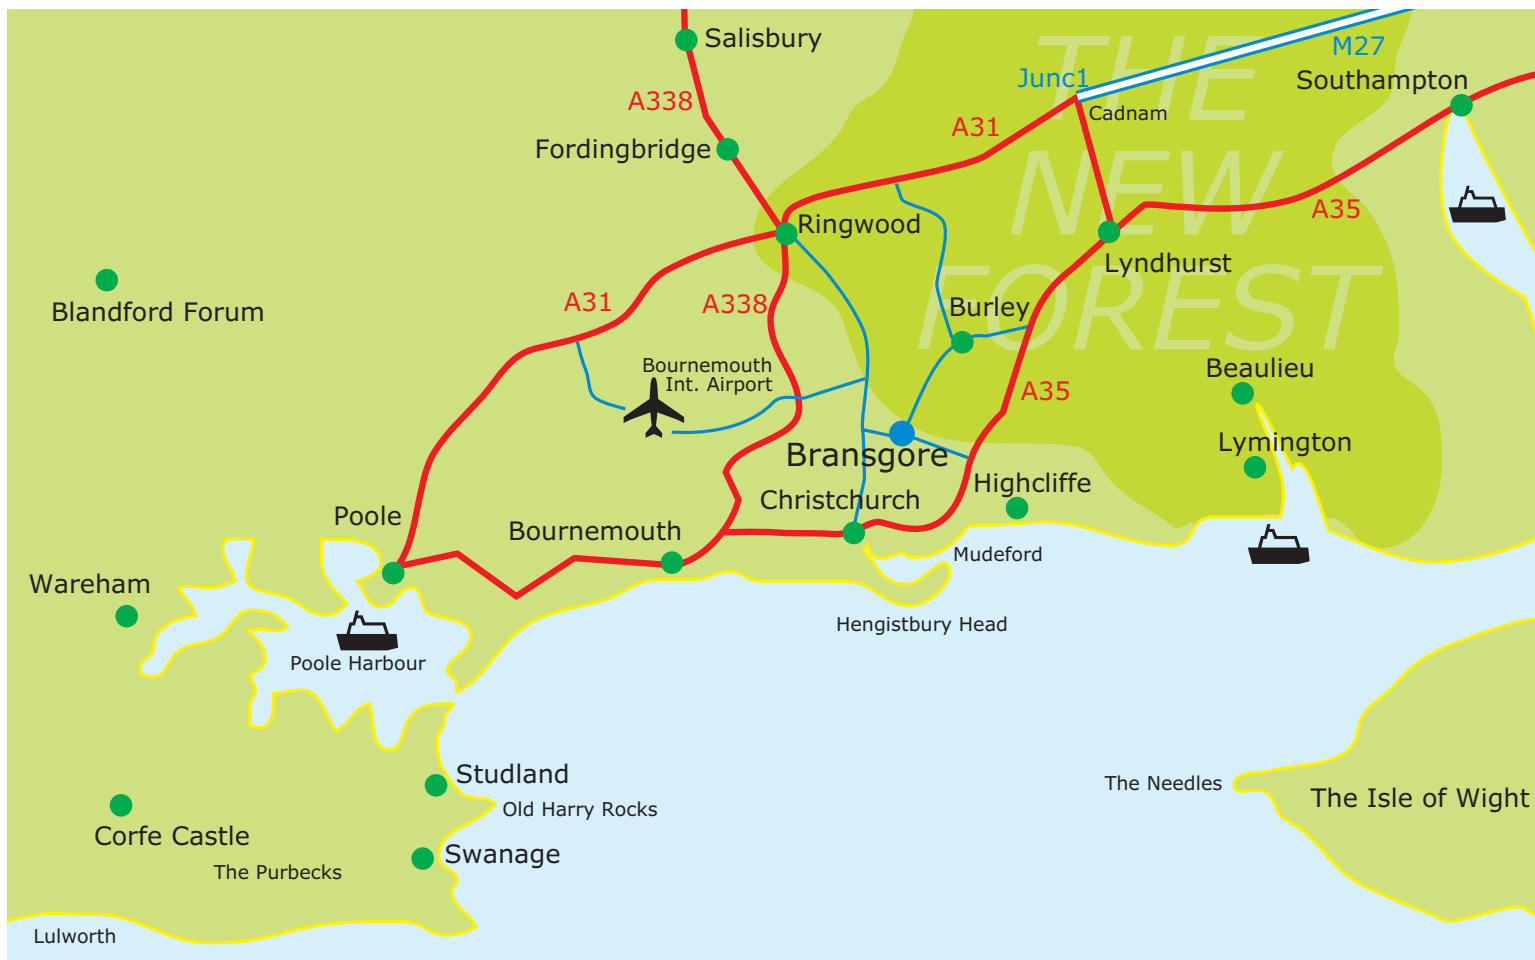 THE
NEW
FOREST
Salisbury
M27
Junc1
Southampton
A338
Cadnam
A31
Fordingbridge
A35
Ringwood
Lyndhurst
Blandford Forum
A31
A338
Burley
Bournemouth
Int. Airport
Beaulieu
A35
Lymington
Bransgore
Highcliffe
Christchurch
Poole
Bournemouth
Mudeford
Wareham
Hengistbury Head
Poole Harbour
Studland
The Needles
Old Harry Rocks
The Isle of Wight
Corfe Castle
Swanage
The Purbecks
Lulworth